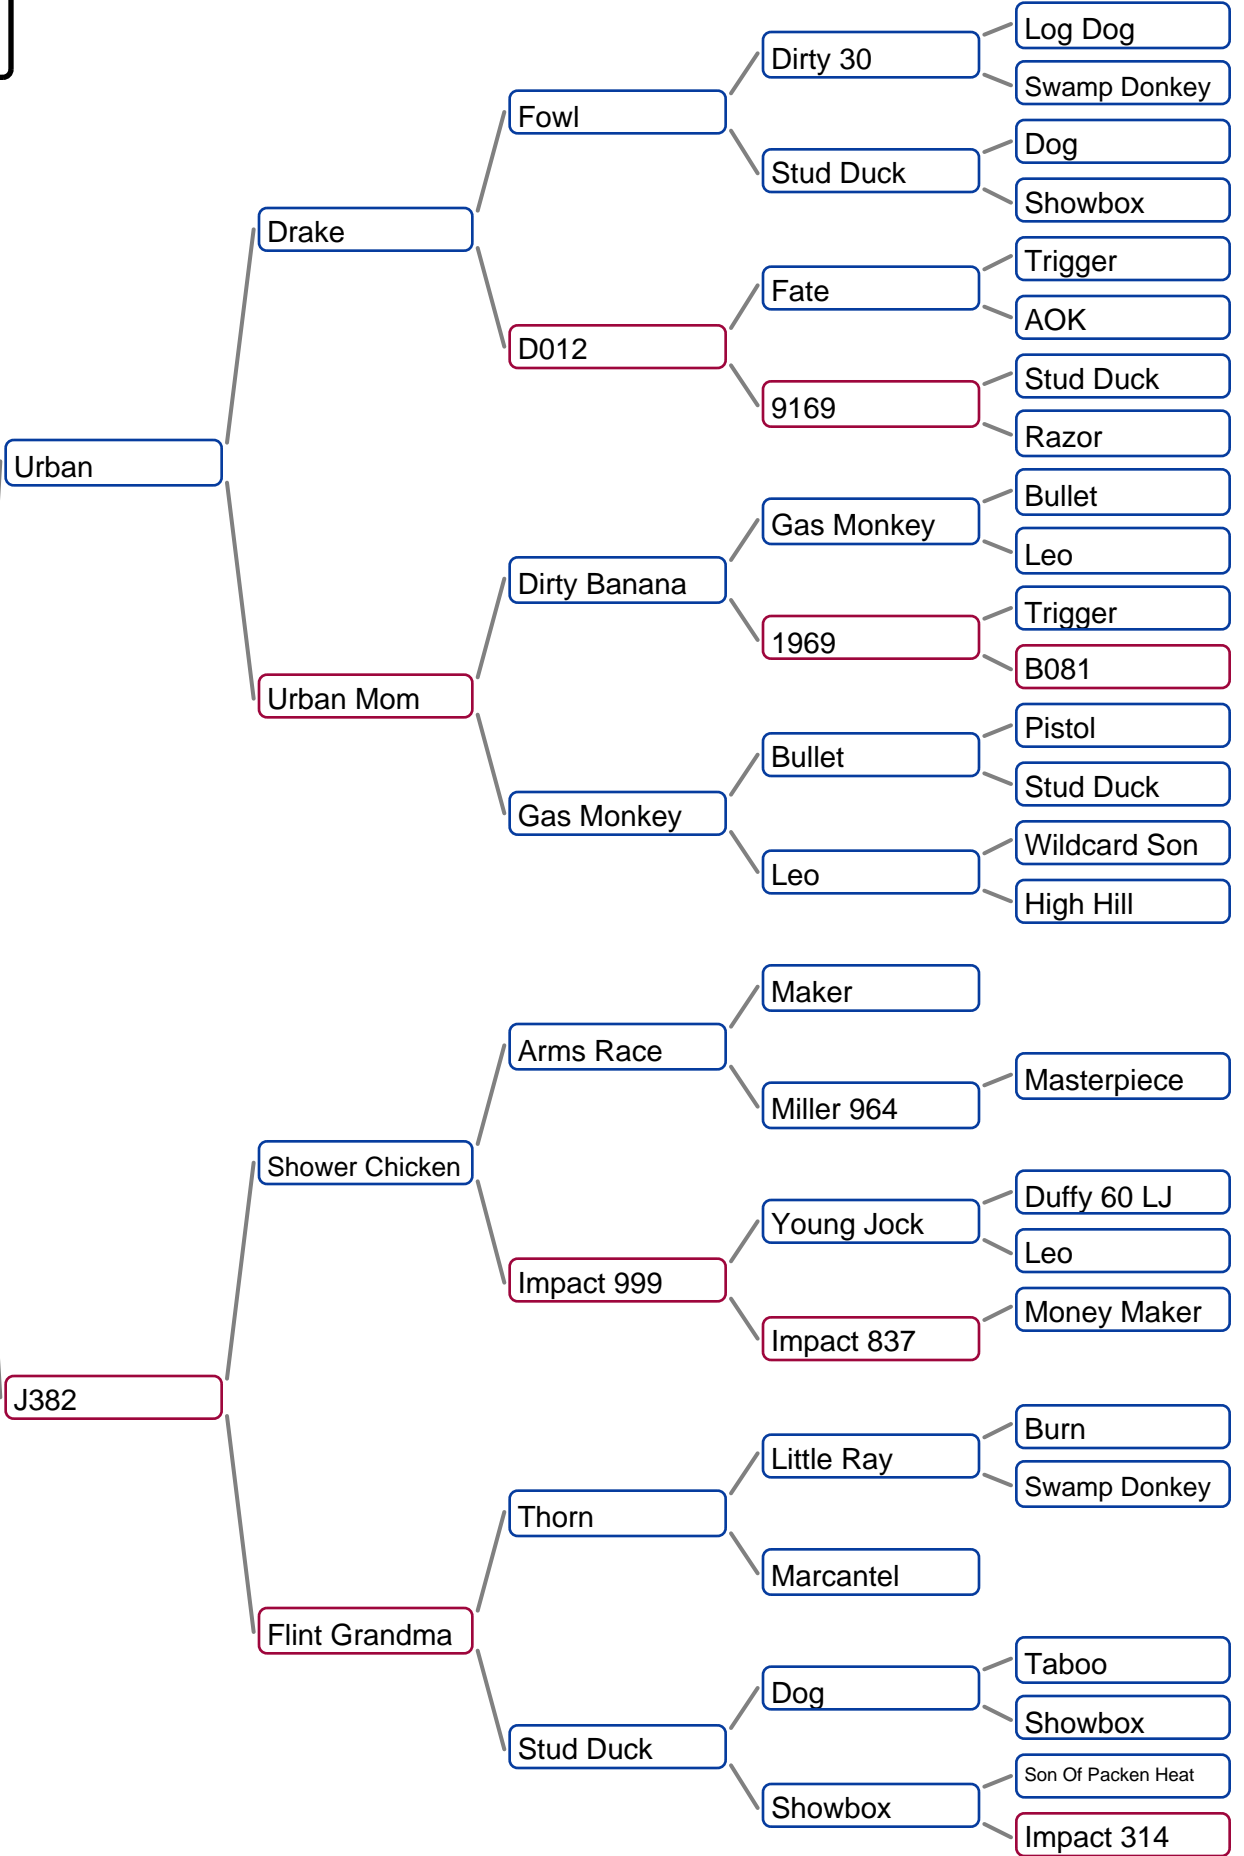 Log Dog
Dirty 30
Swamp Donkey
Fowl
Dog
Stud Duck
Showbox
Drake
Trigger
Fate
AOK
D012
Stud Duck
9169
Razor
Urban
Bullet
Gas Monkey
Leo
Dirty Banana
Trigger
1969
B081
Urban Mom
Pistol
Bullet
Stud Duck
Gas Monkey
Wildcard Son
Leo
High Hill
Maker
Arms Race
Masterpiece
Miller 964
Shower Chicken
Duffy 60 LJ
Young Jock
Leo
Impact 999
Money Maker
Impact 837
J382
Burn
Little Ray
Swamp Donkey
Thorn
Marcantel
Flint Grandma
Taboo
Dog
Showbox
Stud Duck
Son Of Packen Heat
Showbox
Impact 314